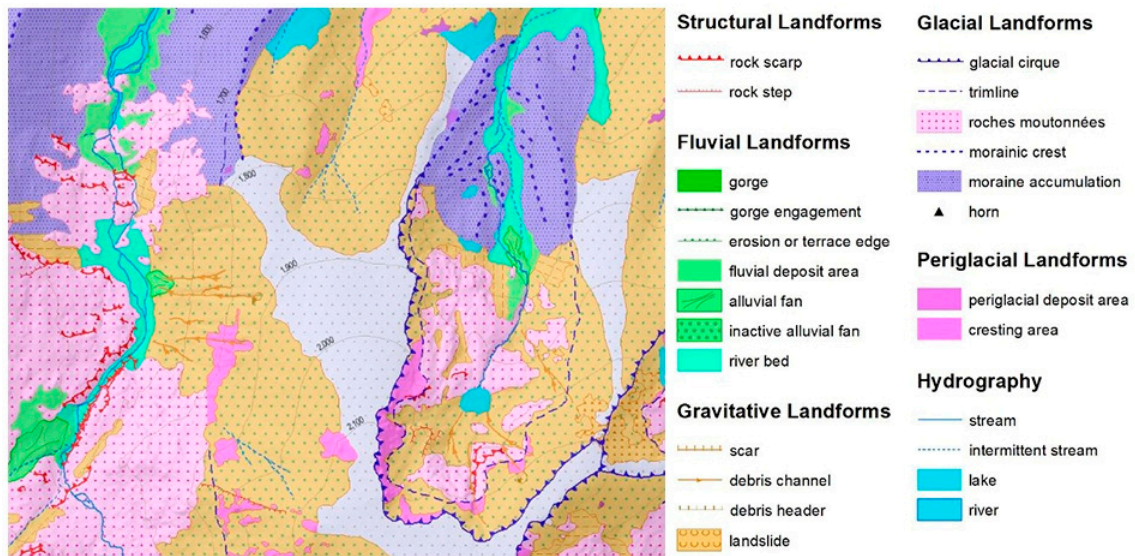 1,600
1,700
1,800
1,900
2,000
2,100
Structural Landforms
rock scarp
rock step
Fluvial Landforms
gorge
gorge engagement
erosion or terrace edge
fluvial deposit area
alluvial fan
inactive alluvial fan
river bed
Gravitative Landforms
scar
debris channel
debris header
landslide
Glacial Landforms
glacial cirque
trimline
roches moutonnées
morainic crest
moraine accumulation
horn
Periglacial Landforms
periglacial deposit area
cresting area
Hydrography
stream
intermittent stream
lake
river